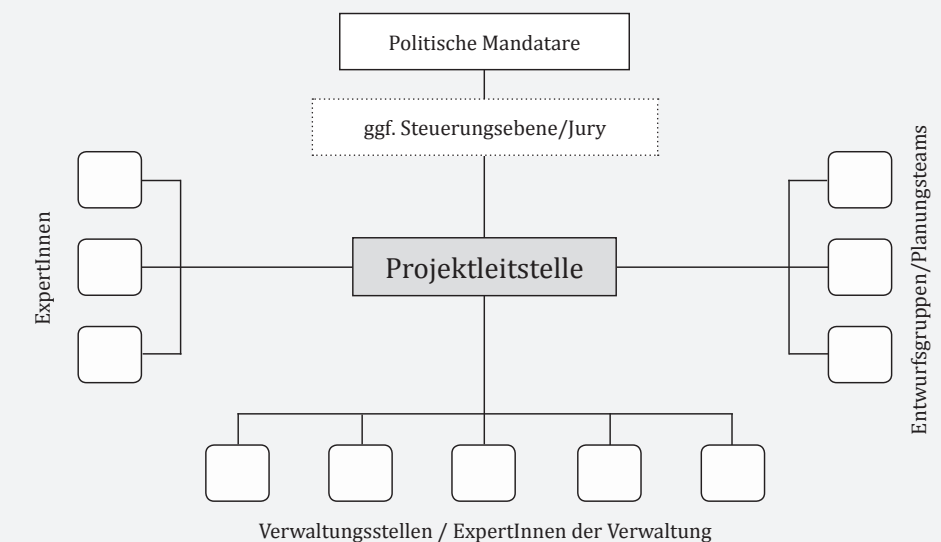 Politische Mandatare
ggf. Steuerungsebene/Jury
ExpertInnen
Projektleitstelle
Entwurfsgruppen/Planungsteams
Verwaltungsstellen / ExpertInnen der Verwaltung